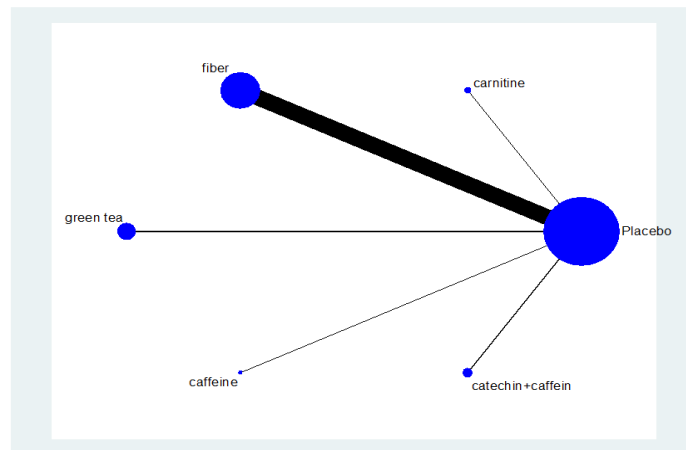 fiber
carnitine
green tea
Placebo
caffeine
catechin+caffein